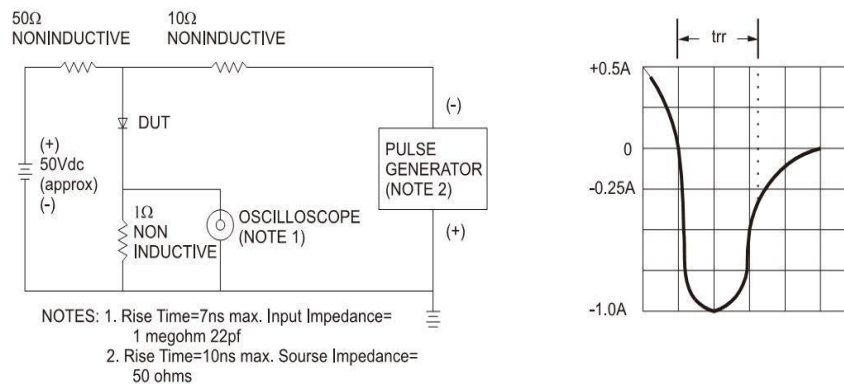 50Ω
NONINDUCTIVE
10Ω
NONINDUCTIVE
DUT
(+)
50Vdc
(approx)
(-)
1Ω
NON
INDUCTIVE
OSCILLOSCOPE
(NOTE 1)
(-)
PULSE
GENERATOR
(NOTE 2)
(+)
NOTES: 1. Rise Time=7ns max. Input Impedance=
1 megohm 22pf
2. Rise Time=10ns max. Sourse Impedance=
50 ohms
trr
+0.5A
0
-0.25A
-1.0A